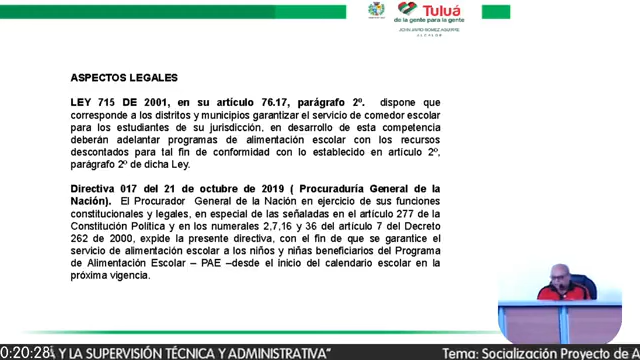 Tuluá
de la gente para la gente
ASPECTOS LEGALES
LEY 715 DE 2001, en su artículo 76.17, parágrafo 2º. dispone que
corresponde a los distritos y municipios garantizar el servicio de comedor escolar
para los estudiantes de su jurisdicción, en desarrollo de esta competencia
deberán adelantar programas de alimentación escolar con los recursos
descontados para tal fin de conformidad con lo establecido en artículo 2º,
parágrafo 2º de dicha Ley.
Directiva 017 del 21 de octubre de 2019 ( Procuraduría General de la
Nación). El Procurador General de la Nación en ejercicio de sus funciones
constitucionales y legales, en especial de las señaladas en el artículo 277 de la
Constitución Política y en los numerales 2,7,16 y 36 del artículo 7 del Decreto
262 de 2000, expide la presente directiva, con el fin de que se garantice el
servicio de alimentación escolar a los niños y niñas beneficiarios del Programa
de Alimentación Escolar – PAE –desde el inicio del calendario escolar en la
próxima vigencia.
0:20:28 Y LA SUPERVISIÓN TÉCNICA Y ADMINISTRATIVA” Tema: Socialización Proyecto de A